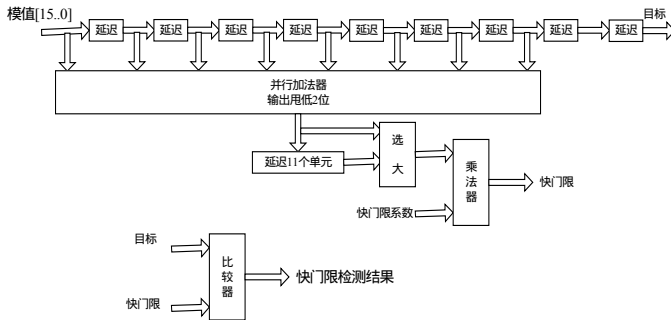 模值[15..0]
目标
延迟 延迟 延迟 延迟 延迟 延迟 延迟 延迟 延迟
并行加法器
输出甩低2位
选
大
延迟11个单元
乘
法
器
快门限
快门限系数
目标
比
较
器
快门限检测结果
快门限